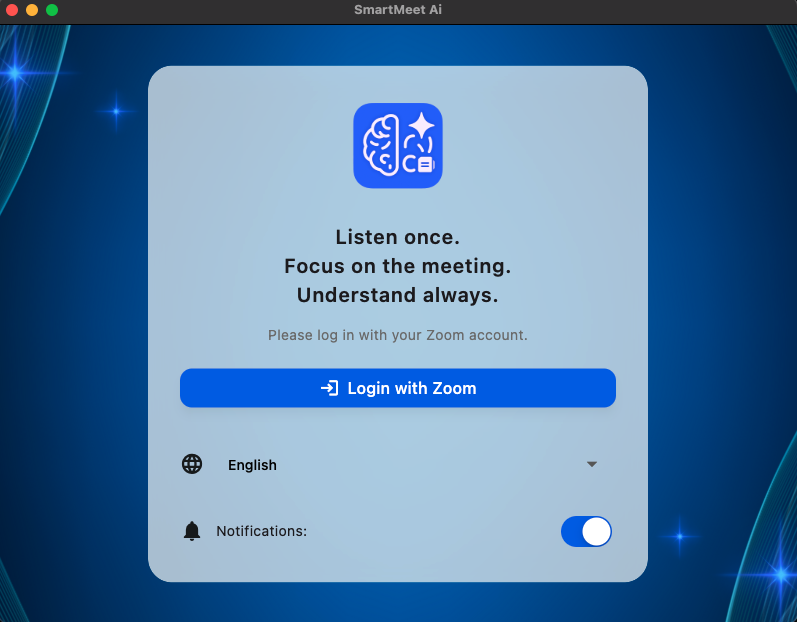 SmartMeet Ai
Listen once.
Focus on the meeting.
Understand always.
Please log in with your Zoom account.
Login with Zoom
English
Notifications: